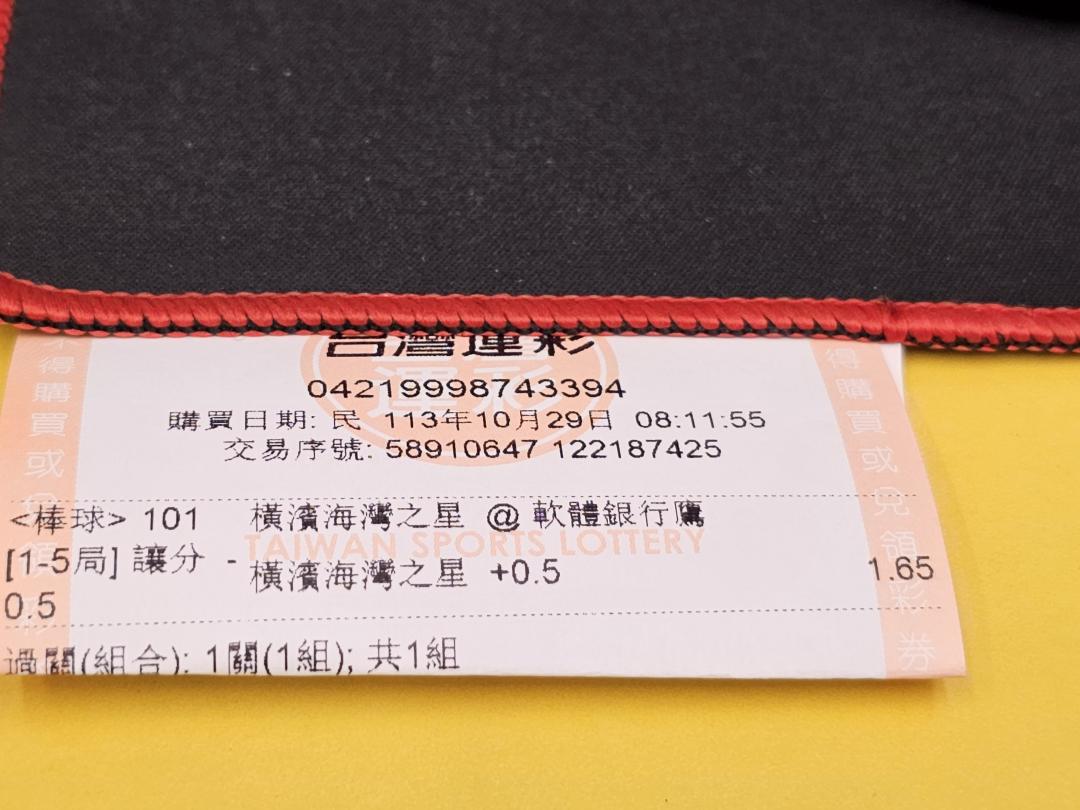 台灣運彩
04219998743394
購買日期: 民 113年10月29日 08:11:55
交易序號: 58910647 122187425
<棒球> 101 橫濱海灣之星 @ 軟體銀行鷹
TAIWAN SPORTS LOTTERY
[1-5局] 讓分 - 0.5 橫濱海灣之星 +0.5 1.65
過關(組合): 1關(1組); 共1組
得購買或
得購買或兌領彩券